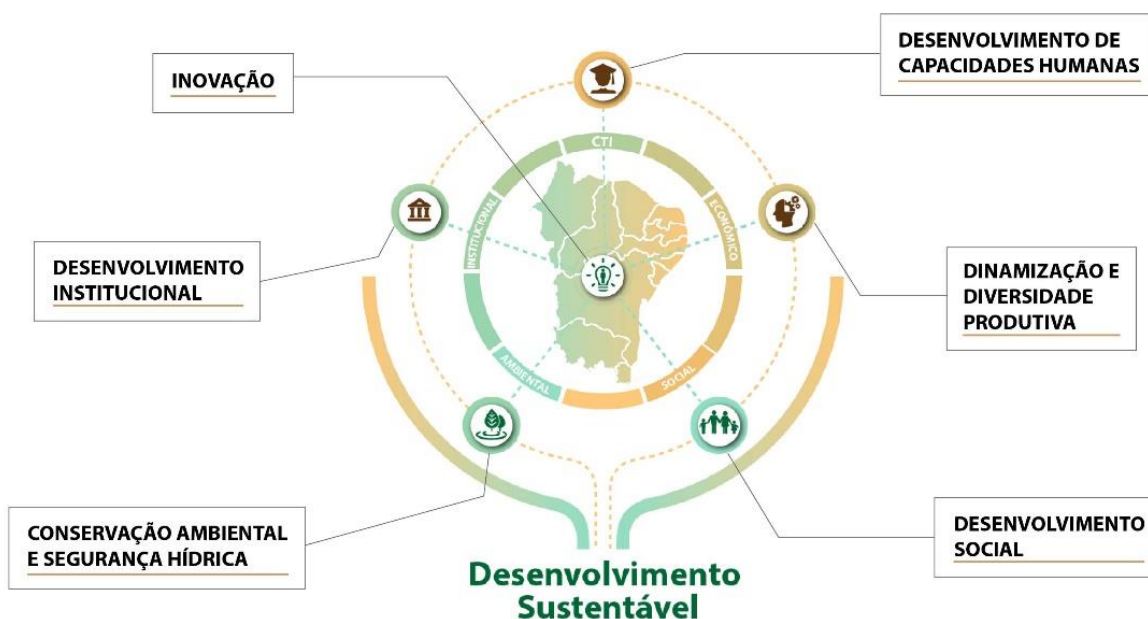 INOVAÇÃO
DESENVOLVIMENTO DE
CAPACIDADES HUMANAS
CTI
INSTITUCIONAL
ECONÔMICO
DESENVOLVIMENTO
INSTITUCIONAL
DINAMIZAÇÃO E
DIVERSIDADE
PRODUTIVA
AMBIENTAL
SOCIAL
CONSERVAÇÃO AMBIENTAL
E SEGURANÇA HÍDRICA
DESENVOLVIMENTO
SOCIAL
Desenvolvimento
Sustentável